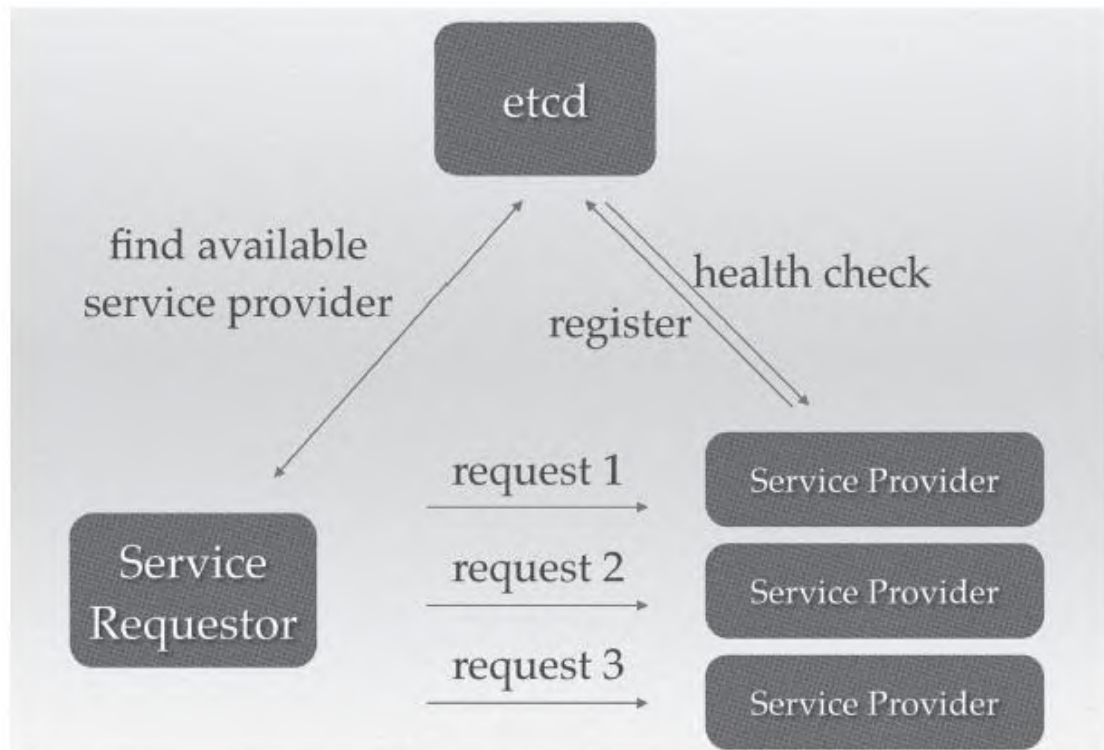 etcd
find available
service provider
health check
register
request 1
Service Provider
Service
Requestor
request 2
Service Provider
request 3
Service Provider